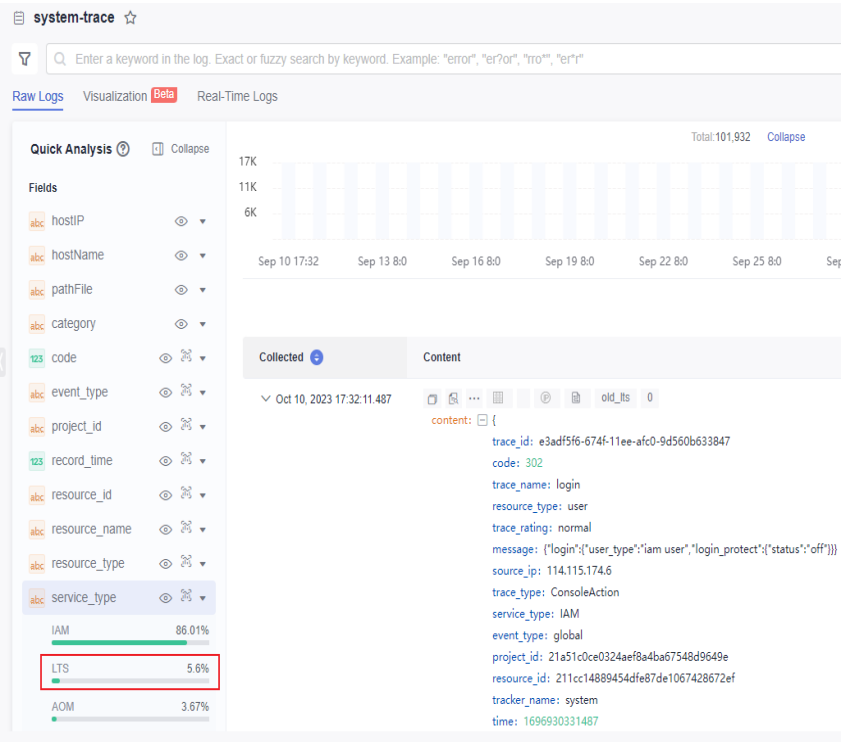 system-trace
Enter a keyword in the log. Exact or fuzzy search by keyword. Example: "error", "er?or", "rro*", "er*r"
Raw Logs Visualization Beta Real-Time Logs
Quick Analysis ? Collapse
Total:101,932 Collapse
17K
11K
6K
Sep 10 17:32 Sep 13 8:0 Sep 16 8:0 Sep 19 8:0 Sep 22 8:0 Sep 25 8:0 Sep
Fields
abc hostIP
abc hostName
abc pathFile
abc category
123 code
abc event_type
abc project_id
123 record_time
abc resource_id
abc resource_name
abc resource_type
abc service_type
IAM 86.01%
LTS 5.6%
AOM 3.67%
Collected Content
Oct 10, 2023 17:32:11.487 old_lts 0
content: {
trace_id: e3adf5f6-674f-11ee-afc0-9d560b633847
code: 302
trace_name: login
resource_type: user
trace_rating: normal
message: {"login":{"user_type":"iam user","login_protect":{"status":"off"}}}
source_ip: 114.115.174.6
trace_type: ConsoleAction
service_type: IAM
event_type: global
project_id: 21a51c0ce0324aef8a4ba67548d9649e
resource_id: 211cc14889454dfe87de1067428672ef
tracker_name: system
time: 1696930331487